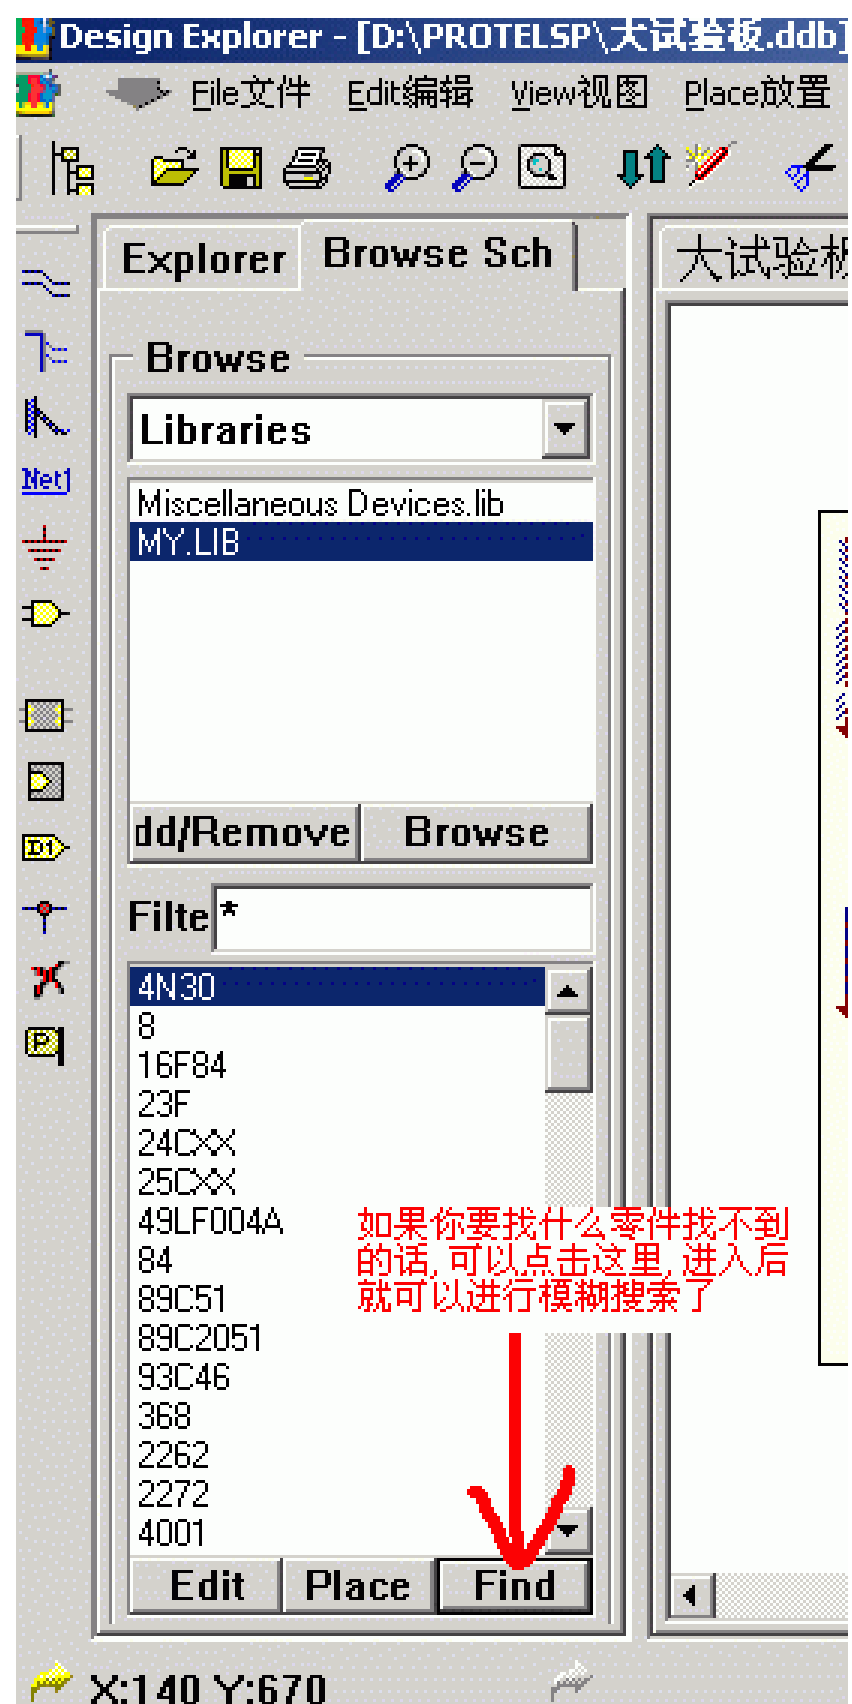 Design Explorer - [D:\PROTELSP\大试验板.ddb]
File文件 Edit编辑 View视图 Place放置
Explorer Browse Sch
大试验板
Browse
Libraries
Net1
Miscellaneous Devices.lib
MY.LIB
dd/Remove Browse
D1
Filte *
4N30
P
8
16F84
23F
24CXX
25CXX
49LF004A
如果你要找什么零件找不到
的话,可以点击这里,进入后
就可以进行模糊搜索了
84
89C51
89C2051
93C46
368
2262
2272
4001
Edit Place Find
X:140 Y:670